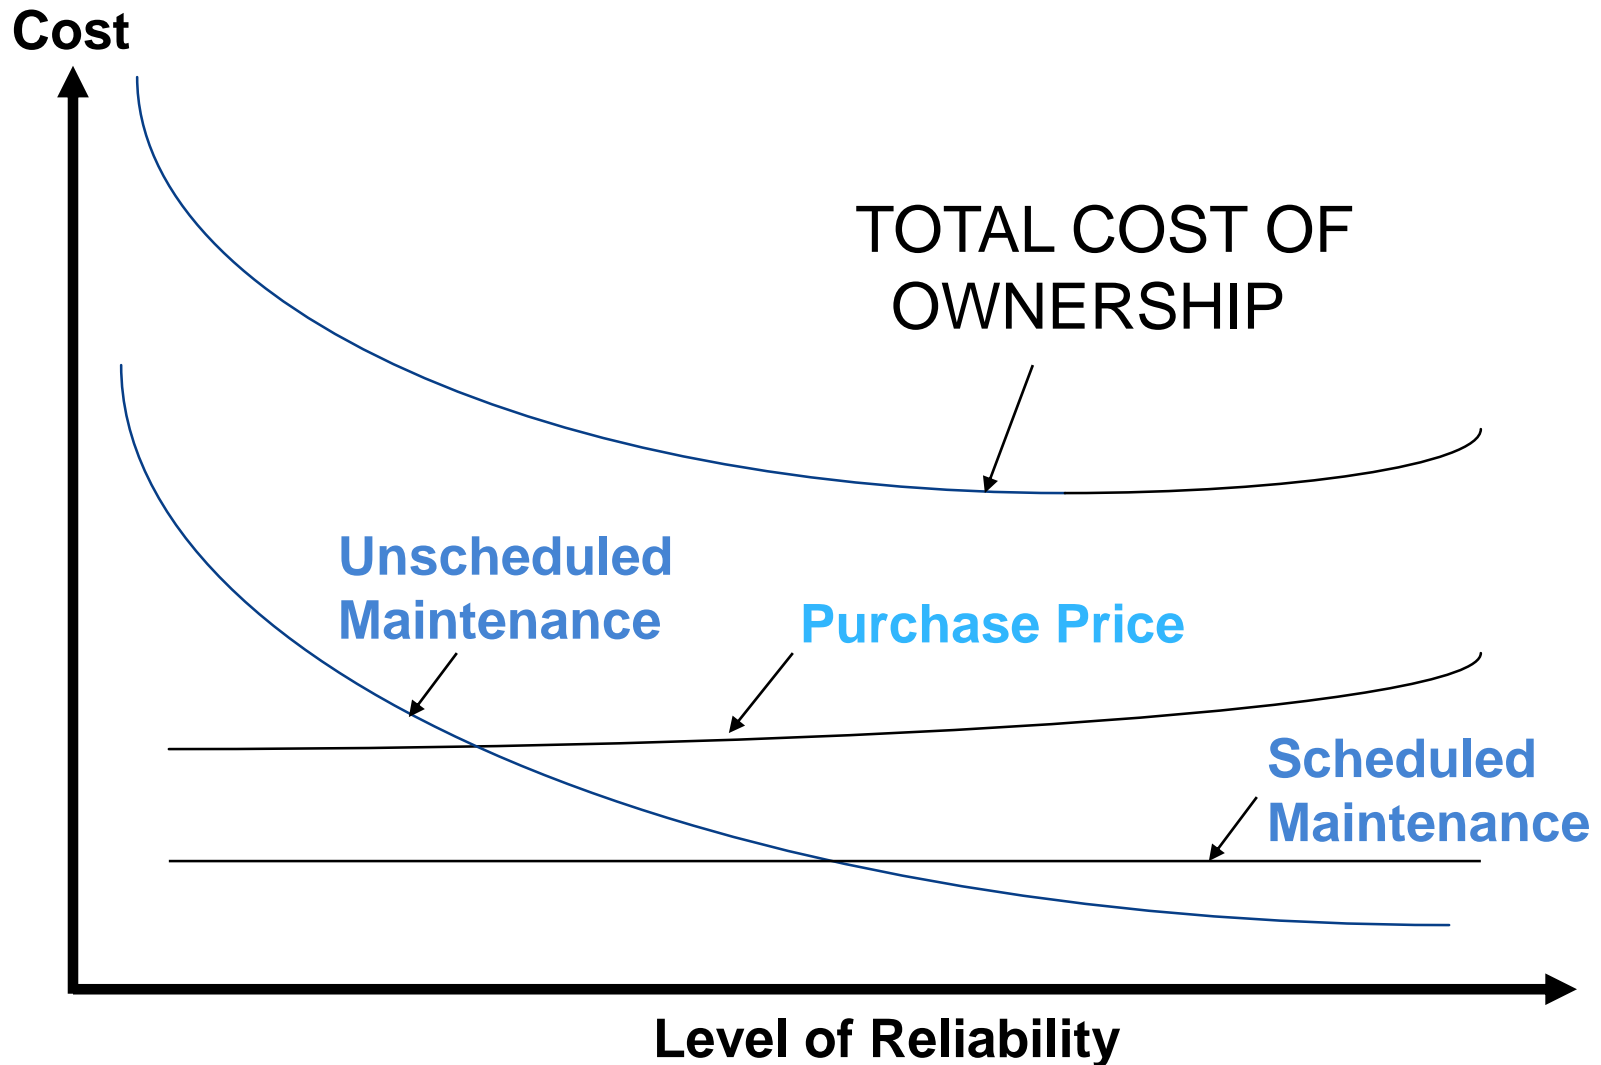 Cost
TOTAL COST OF
OWNERSHIP
Unscheduled
Maintenance
Purchase Price
Scheduled
Maintenance
Level of Reliability